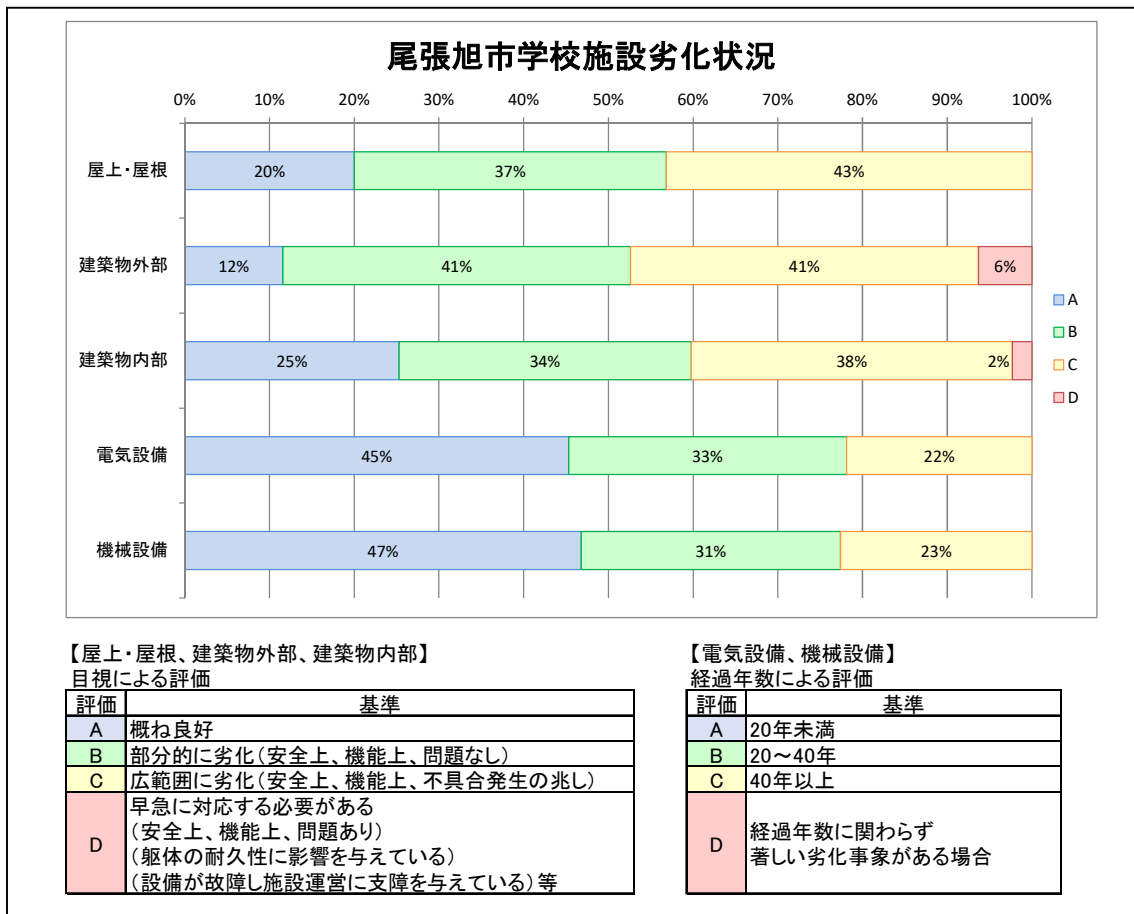 尾張旭市学校施設劣化状況
0% 10% 20% 30% 40% 50% 60% 70% 80% 90% 100%
屋上・屋根 20% 37% 43%
建築物外部 12% 41% 41% 6%
建築物内部 25% 34% 38% 2%
電気設備 45% 33% 22%
機械設備 47% 31% 23%
A
B
C
D
【屋上・屋根、建築物外部、建築物内部】
目視による評価
評価 基準
A 概ね良好
B 部分的に劣化（安全上、機能上、問題なし）
C 広範囲に劣化（安全上、機能上、不具合発生の兆し）
D 早急に対応する必要がある
（安全上、機能上、問題あり）
（躯体の耐久性に影響を与えている）
（設備が故障し施設運営に支障を与えている）等
【電気設備、機械設備】
経過年数による評価
評価 基準
A 20年未満
B 20～40年
C 40年以上
D 経過年数に関わらず
著しい劣化事象がある場合